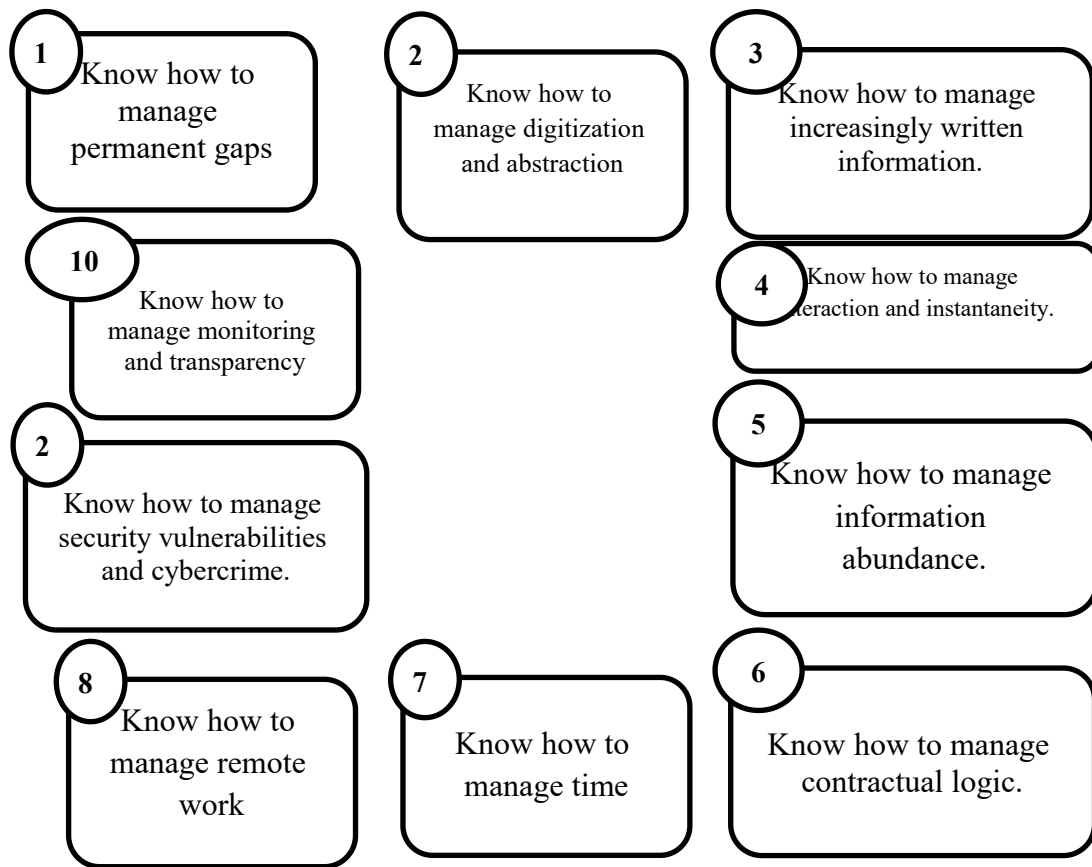 1
Know how to
manage
permanent gaps
2
Know how to
manage digitization
and abstraction
3
Know how to manage
increasingly written
information.
10
Know how to
manage monitoring
and transparency
4
Know how to manage
and instantaneity.
2
Know how to manage
security vulnerabilities
and cybercrime.
5
Know how to manage
information
abundance.
8
Know how to
manage remote
work
7
Know how to
manage time
6
Know how to manage
contractual logic.